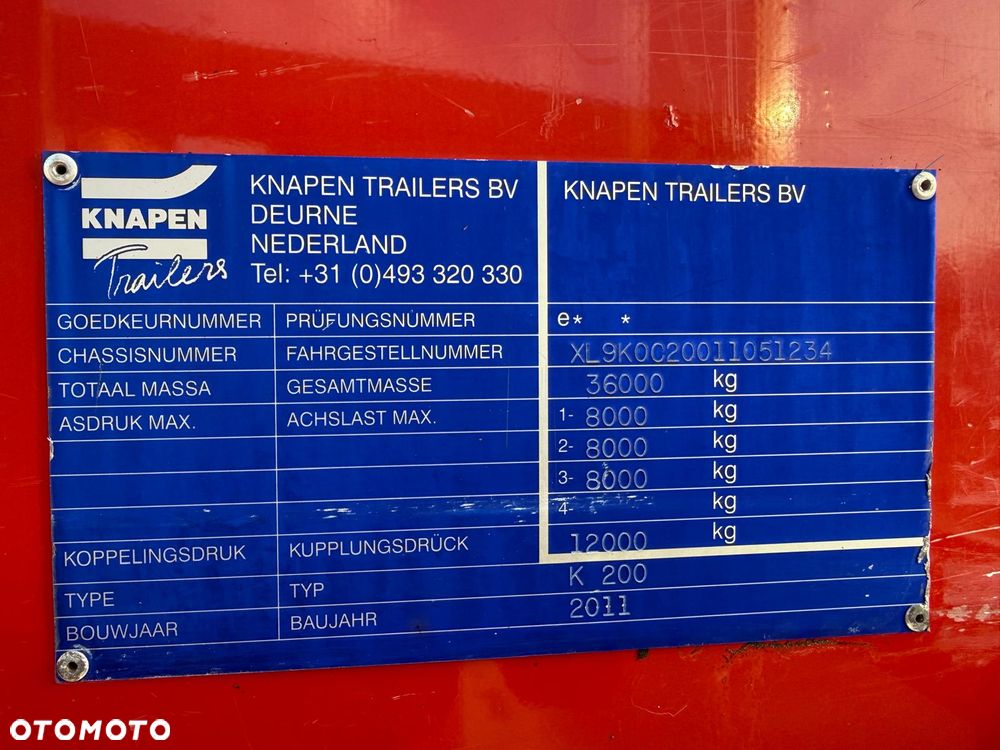 KNAPEN
Trailers
KNAPEN TRAILERS BV
DEURNE
NEDERLAND
Tel: +31 (0)493 320 330
KNAPEN TRAILERS BV
GOEDKEURNUMMER PRÜFUNGSNUMMER e* *
CHASSISNUMMER FAHRGESTELLNUMMER XL9K0C20011051234
TOTAAL MASSA GESAMTMASSE 36000 kg
ASDRUK MAX. ACHSLAST MAX. 1- 8000 kg
2- 8000 kg
3- 8000 kg
4- kg
KOPPELINGSDRUK KUPPLUNGSDRÜCK 12000 kg
TYPE TYP K 200
BOUWJAAR BAUJAHR 2011
OTOMOTO